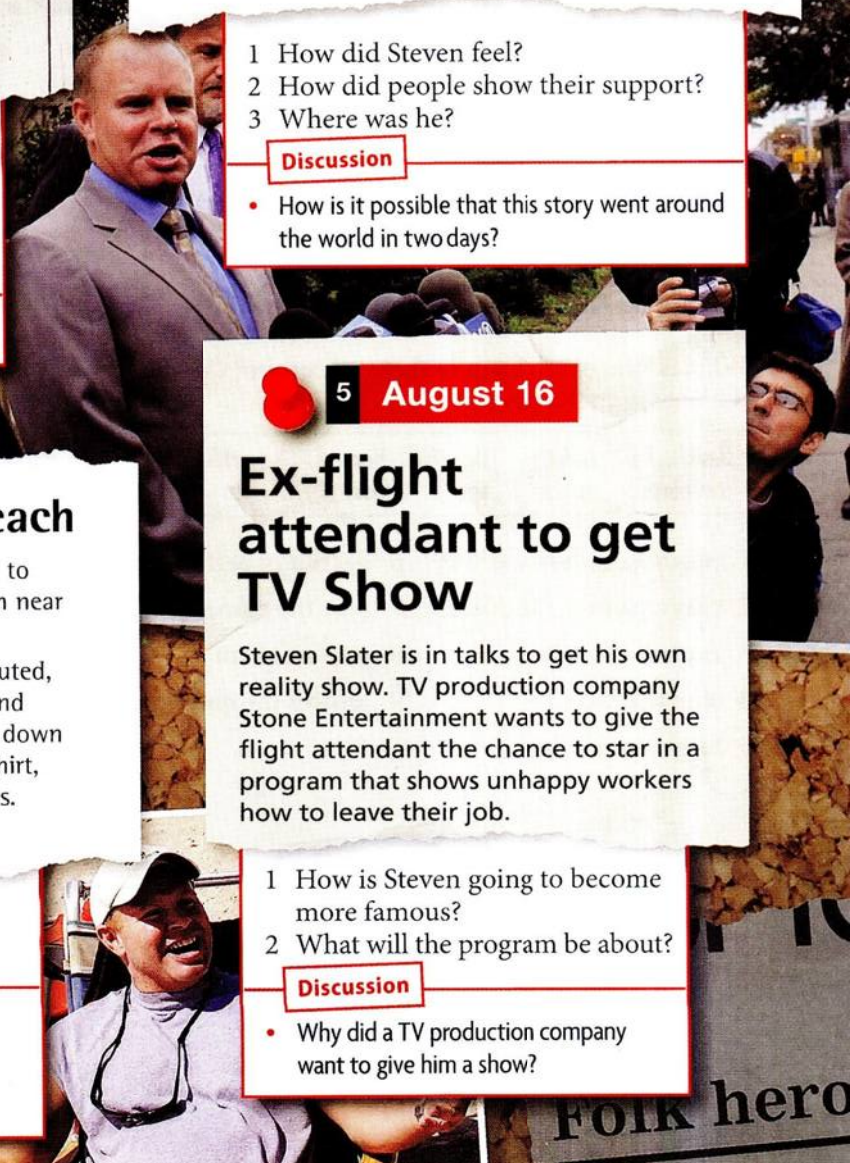 1 How did Steven feel?
2 How did people show their support?
3 Where was he?
Discussion
• How is it possible that this story went around
the world in two days?
5 August 16
Ex-flight
attendant to get
TV Show
Steven Slater is in talks to get his own
reality show. TV production company
Stone Entertainment wants to give the
flight attendant the chance to star in a
program that shows unhappy workers
how to leave their job.
to
near
nd
down
s.
1 How is Steven going to become
more famous?
2 What will the program be about?
Discussion
• Why did a TV production company
want to give him a show?
Folk hero